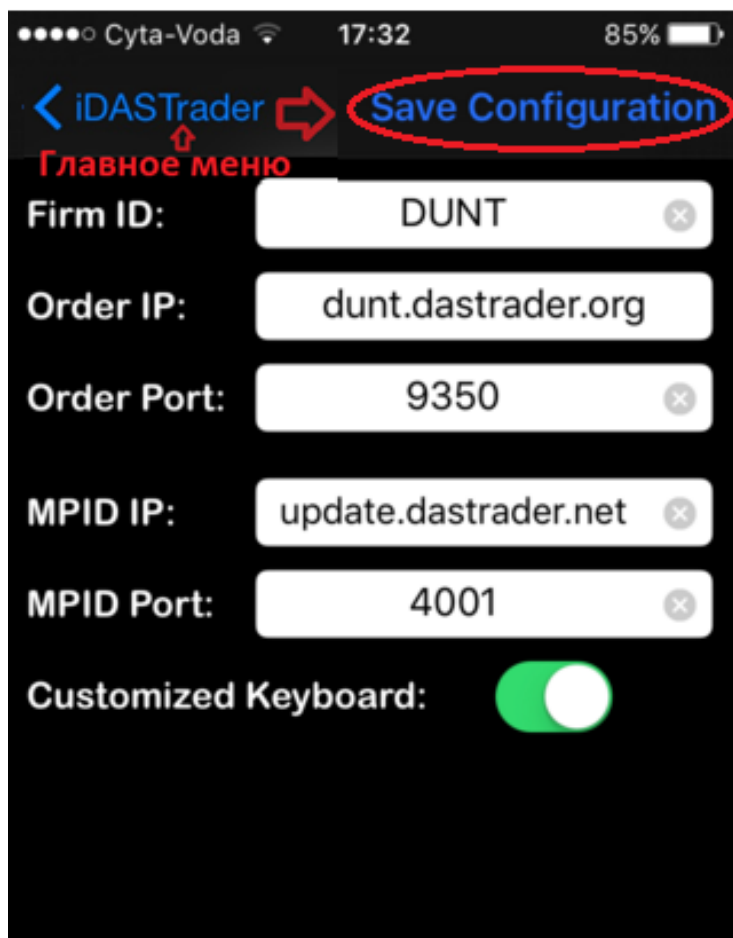 Cyta-Voda 17:32 85%
iDASTrader Save Configuration
Главное меню
Firm ID: DUNT
Order IP: dunt.dastrader.org
Order Port: 9350
MPID IP: update.dastrader.net
MPID Port: 4001
Customized Keyboard: